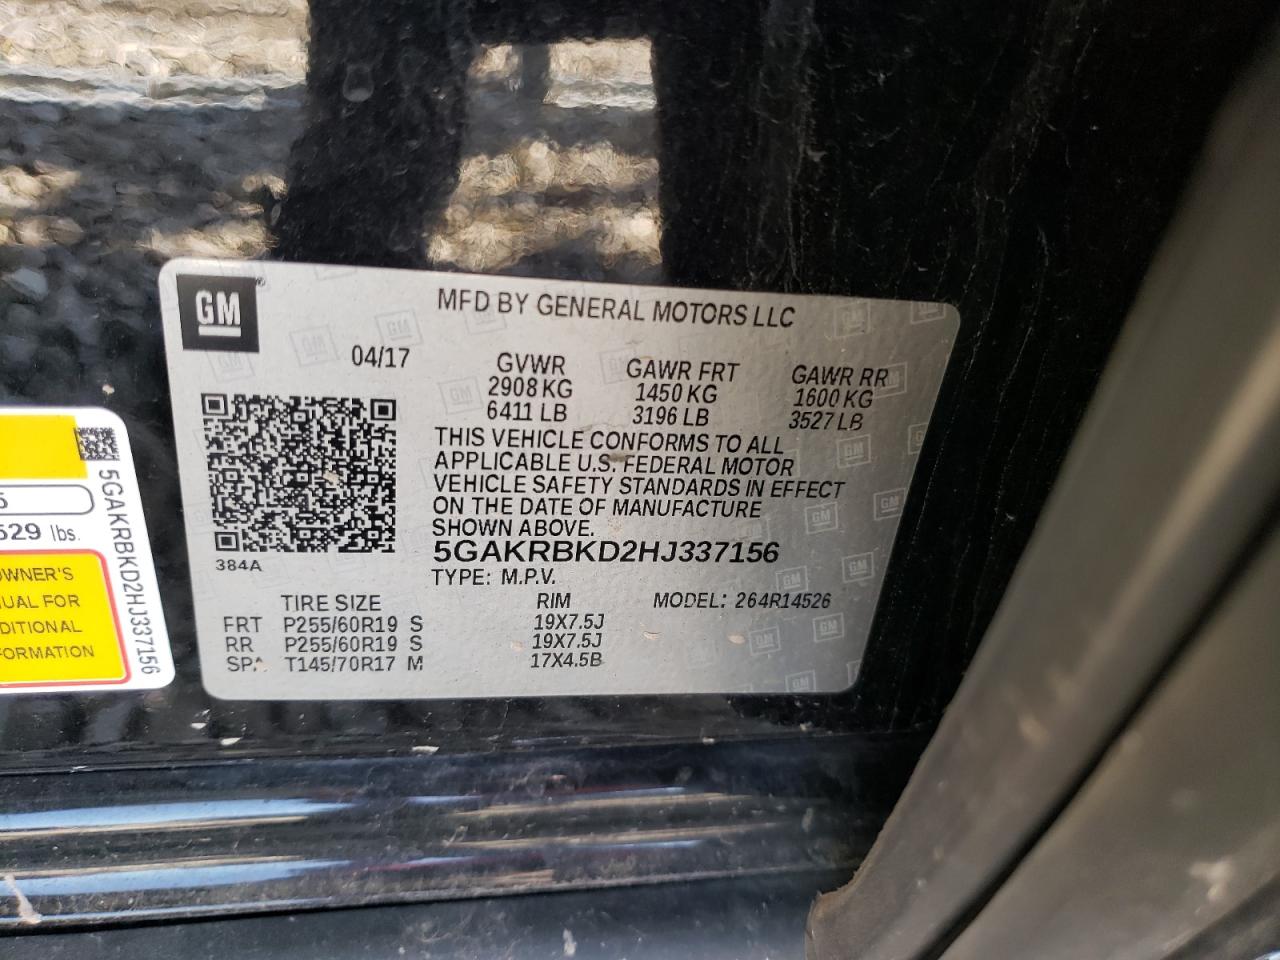 GM
MFD BY GENERAL MOTORS LLC
04/17
GVWR GAWR FRT GAWR RR
2908 KG 1450 KG 1600 KG
6411 LB 3196 LB 3527 LB
THIS VEHICLE CONFORMS TO ALL
APPLICABLE U.S. FEDERAL MOTOR
VEHICLE SAFETY STANDARDS IN EFFECT
ON THE DATE OF MANUFACTURE
SHOWN ABOVE.
5GAKRBKD2HJ337156
384A
TYPE: M.P.V.
TIRE SIZE RIM MODEL: 264R14526
FRT P255/60R19 S 19X7.5J
RR P255/60R19 S 19X7.5J
SPA T145/70R17 M 17X4.5B
529 lbs.
OWNER'S
UAL FOR
DITIONAL
FORMATION
5GAKRBKD2HJ337156